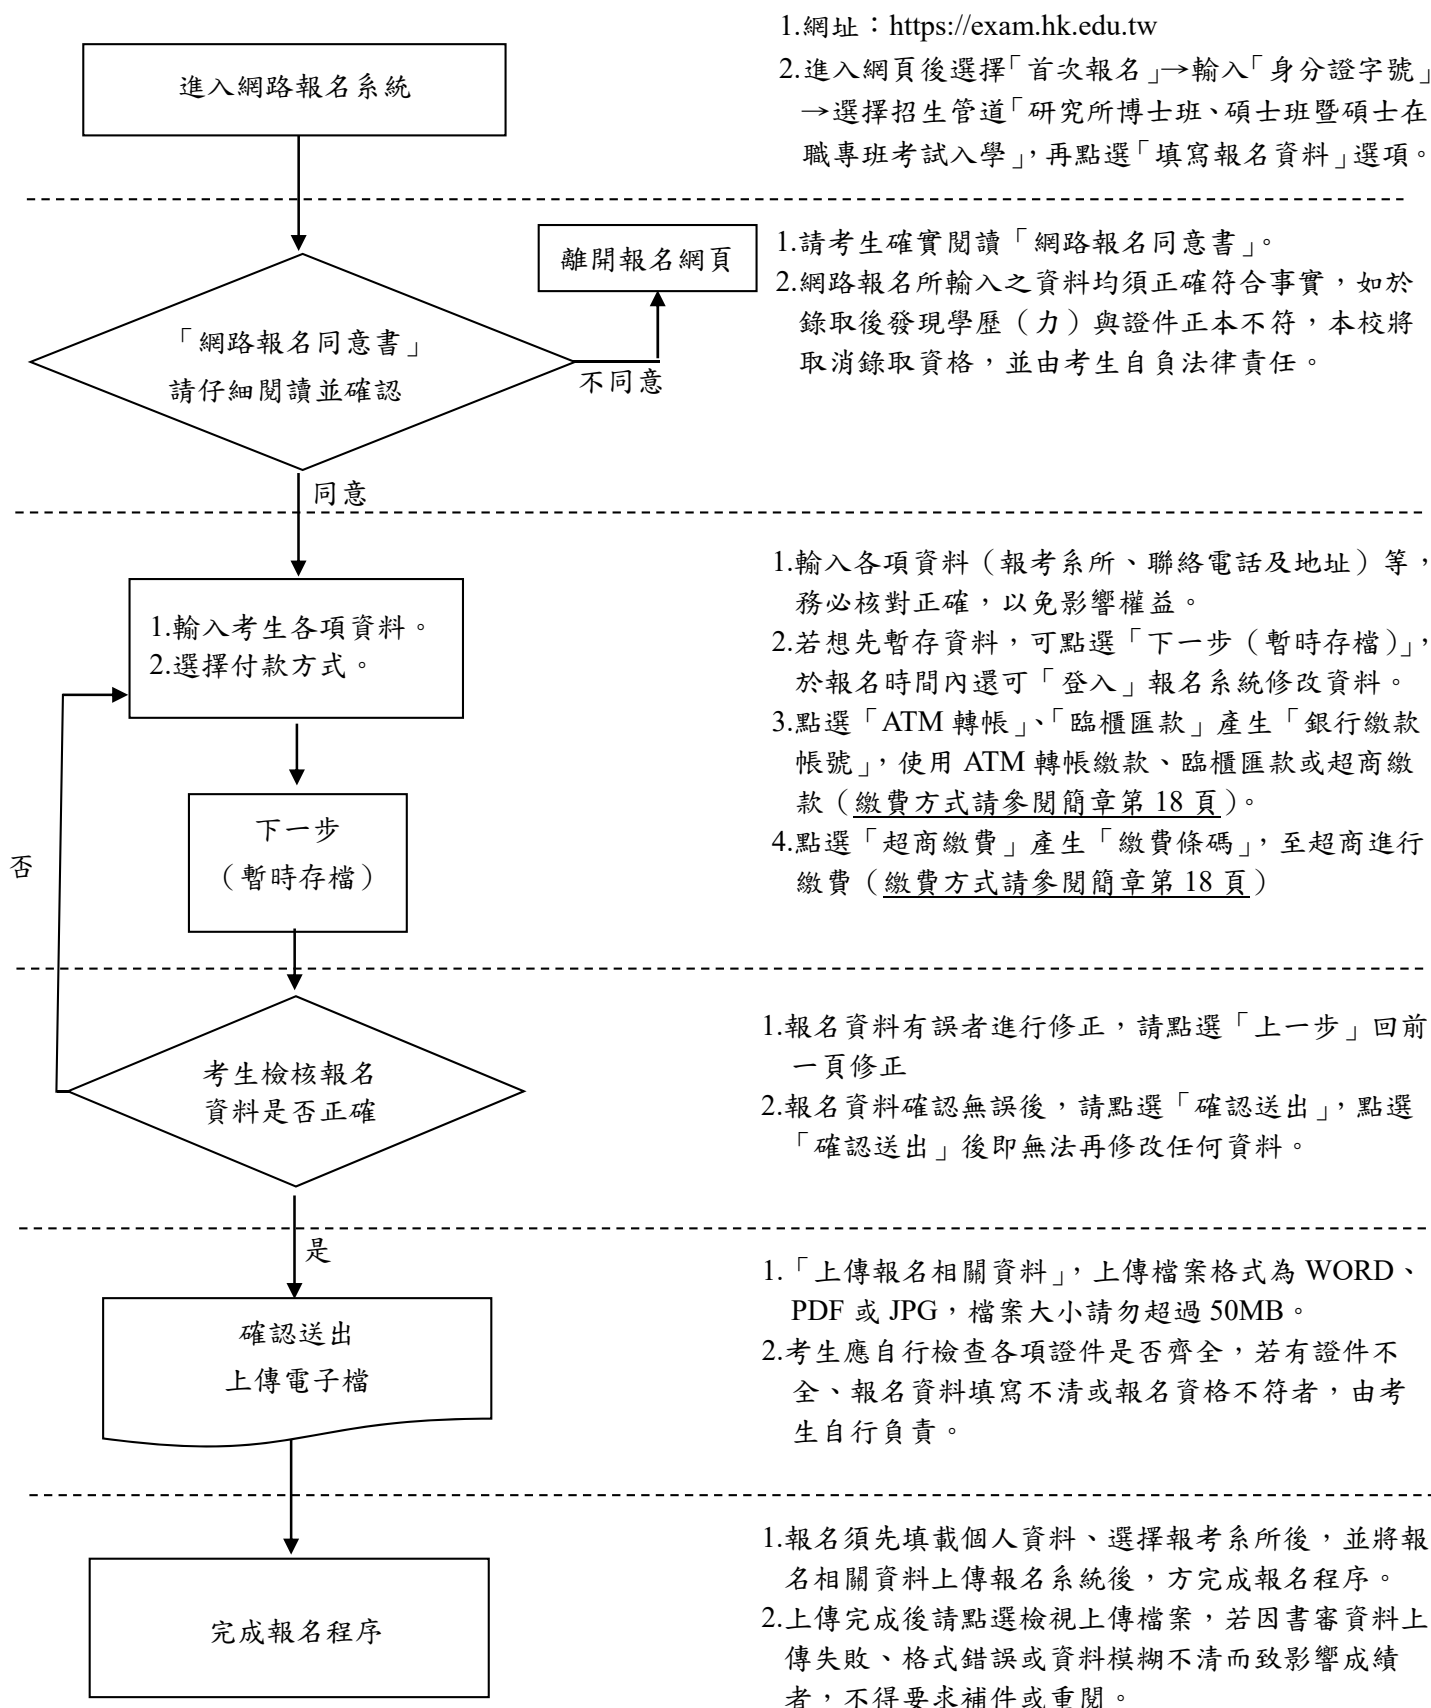 進入網路報名系統
1.網址：https://exam.hk.edu.tw
2.進入網頁後選擇「首次報名」→輸入「身分證字號」
→選擇招生管道「研究所博士班、碩士班暨碩士在
職專班考試入學」，再點選「填寫報名資料」選項。
「網路報名同意書」
請仔細閱讀並確認
離開報名網頁
不同意
同意
1.請考生確實閱讀「網路報名同意書」。
2.網路報名所輸入之資料均須正確符合事實，如於
錄取後發現學歷（力）與證件正本不符，本校將
取消錄取資格，並由考生自負法律責任。
1.輸入考生各項資料。
2.選擇付款方式。
下一步
（暫時存檔）
否
1.輸入各項資料（報考系所、聯絡電話及地址）等，
務必核對正確，以免影響權益。
2.若想先暫存資料，可點選「下一步（暫時存檔）」，
於報名時間內還可「登入」報名系統修改資料。
3.點選「ATM 轉帳」、「臨櫃匯款」產生「銀行繳款
帳號」，使用 ATM 轉帳繳款、臨櫃匯款或超商繳
款（繳費方式請參閱簡章第 18 頁）。
4.點選「超商繳費」產生「繳費條碼」，至超商進行
繳費（繳費方式請參閱簡章第 18 頁）
考生檢核報名
資料是否正確
是
1.報名資料有誤者進行修正，請點選「上一步」回前
一頁修正
2.報名資料確認無誤後，請點選「確認送出」，點選
「確認送出」後即無法再修改任何資料。
確認送出
上傳電子檔
1.「上傳報名相關資料」，上傳檔案格式為 WORD、
PDF 或 JPG，檔案大小請勿超過 50MB。
2.考生應自行檢查各項證件是否齊全，若有證件不
全、報名資料填寫不清或報名資格不符者，由考
生自行負責。
完成報名程序
1.報名須先填載個人資料、選擇報考系所後，並將報
名相關資料上傳報名系統後，方完成報名程序。
2.上傳完成後請點選檢視上傳檔案，若因書審資料上
傳失敗、格式錯誤或資料模糊不清而致影響成績
者，不得要求補件或重閱。